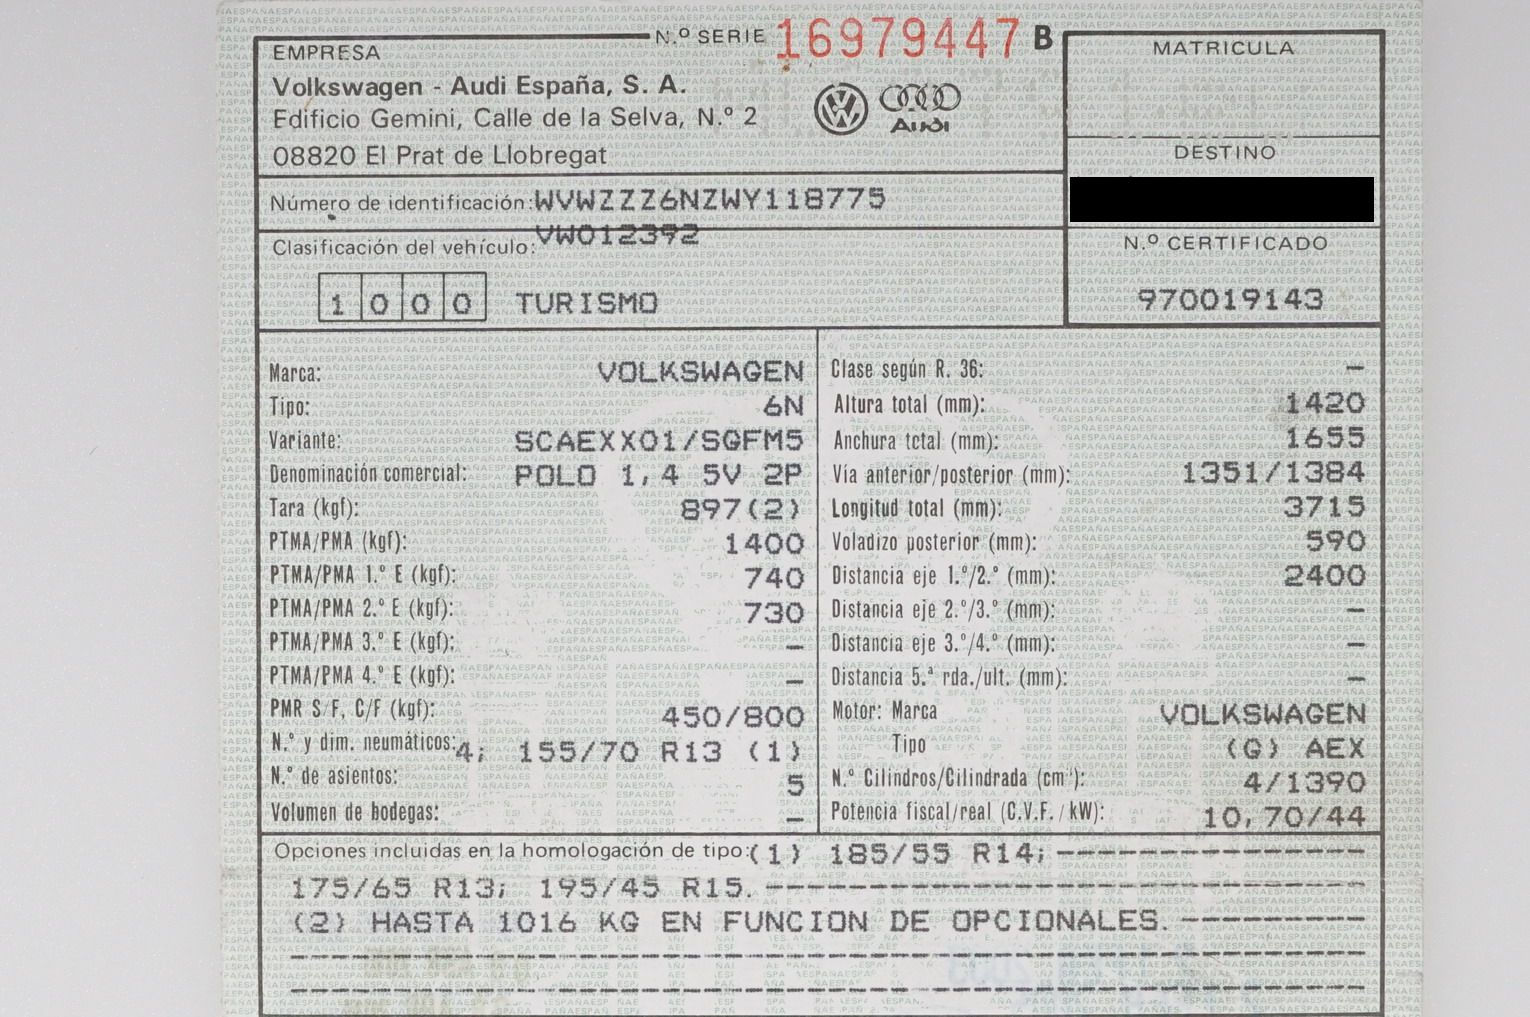 N.º SERIE 16979447 B
EMPRESA
Volkswagen - Audi España, S. A.
Edificio Gemini, Calle de la Selva, N.º 2
08820 El Prat de Llobregat
Audi
MATRICULA
DESTINO
Número de identificación: WVWZZZ6NZWY118775
VW012392
Clasificación del vehículo:
1 0 0 0 TURISMO
N.º CERTIFICADO
970019143
Marca: VOLKSWAGEN
Tipo: 6N
Variante: SCAEXX01/SGFM5
Denominación comercial: POLO 1,4 5V 2P
Tara (kgf): 897(2)
PTMA/PMA (kgf): 1400
PTMA/PMA 1.º E (kgf): 740
PTMA/PMA 2.º E (kgf): 730
PTMA/PMA 3.º E (kgf): –
PTMA/PMA 4.º E (kgf): –
PMR S/F, C/F (kgf): 450/800
N.º y dim. neumáticos: 4; 155/70 R13 (1)
N.º de asientos: 5
Volumen de bodegas: –
Clase según R. 36: –
Altura total (mm): 1420
Anchura total (mm): 1655
Vía anterior/posterior (mm): 1351/1384
Longitud total (mm): 3715
Voladizo posterior (mm): 590
Distancia eje 1.º/2.º (mm): 2400
Distancia eje 2.º/3.º (mm): –
Distancia eje 3.º/4.º (mm): –
Distancia 5.ª rda./ult. (mm): –
Motor: Marca VOLKSWAGEN
Tipo (G) AEX
N.º Cilindros/Cilindrada (cm³): 4/1390
Potencia fiscal/real (C.V.F./kW): 10,70/44
Opciones incluidas en la homologación de tipo: (1) 185/55 R14;
175/65 R13; 195/45 R15.
(2) HASTA 1016 KG EN FUNCION DE OPCIONALES.